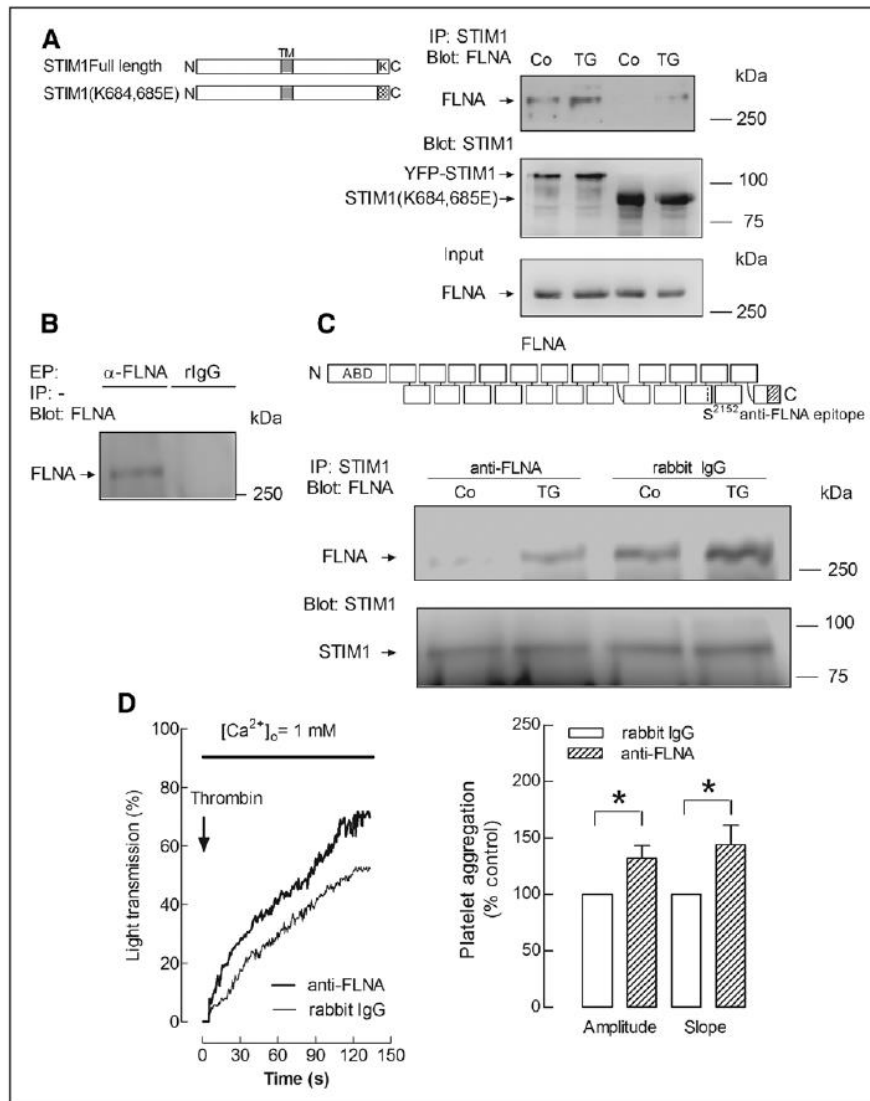 A
TM
STIM1Full length N K C
STIM1(K684,685E) N C
IP: STIM1
Blot: FLNA Co TG Co TG
kDa
FLNA
250
Blot: STIM1
YFP-STIM1
100
STIM1(K684,685E)
75
Input
kDa
FLNA
250
B
EP: α-FLNA rIgG
IP: -
Blot: FLNA
kDa
FLNA
250
C
FLNA
N ABD
C
S2152 anti-FLNA epitope
IP: STIM1 anti-FLNA rabbit IgG
Blot: FLNA Co TG Co TG kDa
FLNA
250
Blot: STIM1
100
STIM1
75
D
[Ca2+]o= 1 mM
Thrombin
Light transmission (%)
100
80
60
40
20
0
anti-FLNA
rabbit IgG
0 30 60 90 120 150
Time (s)
Platelet aggregation
(% control)
250
200
150
100
50
0
rabbit IgG
anti-FLNA
* *
Amplitude Slope